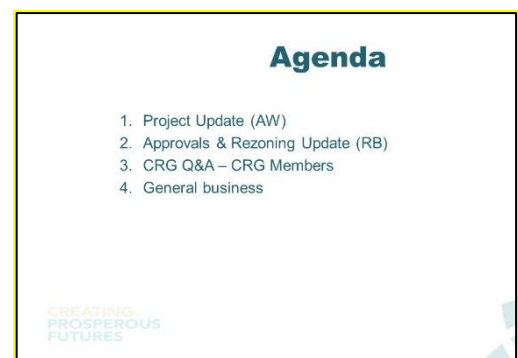 Agenda
1. Project Update (AW)
2. Approvals & Rezoning Update (RB)
3. CRG Q&A – CRG Members
4. General business
CREATING
PROSPEROUS
FUTURES